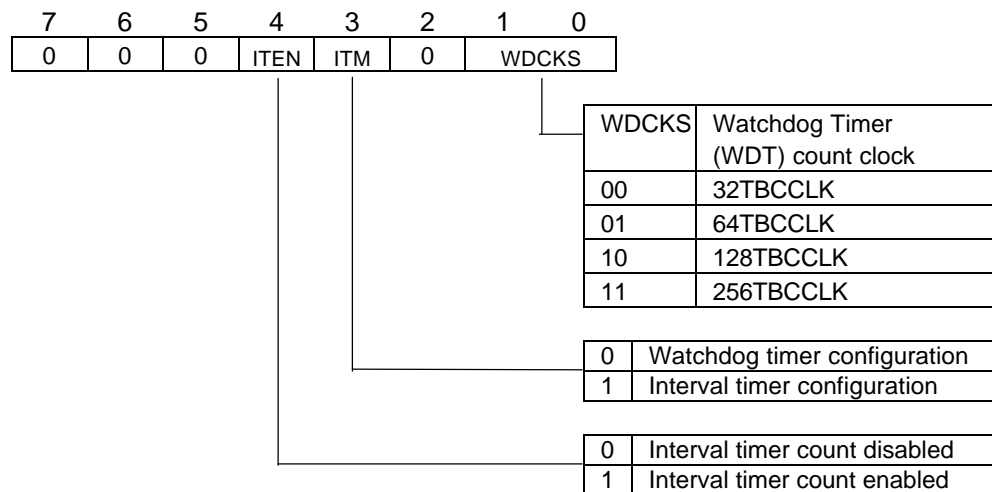 7 6 5 4 3 2 1 0
0 0 0 ITEN ITM 0 WDCKS
WDCKS Watchdog Timer
(WDT) count clock
00 32TBCCLK
01 64TBCCLK
10 128TBCCLK
11 256TBCCLK
0 Watchdog timer configuration
1 Interval timer configuration
0 Interval timer count disabled
1 Interval timer count enabled